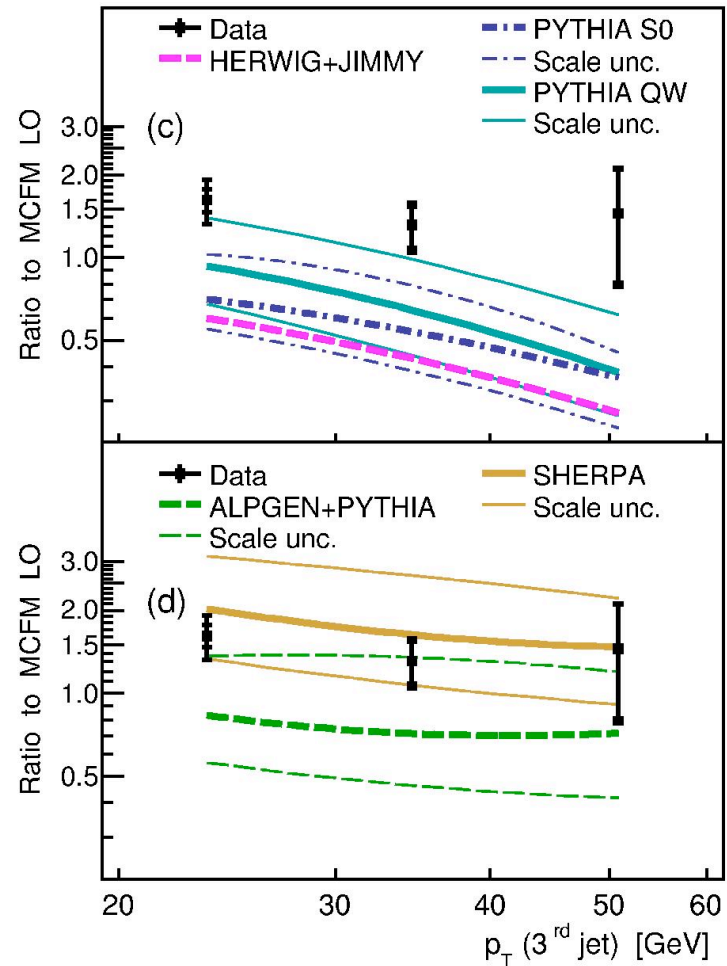 Data
HERWIG+JIMMY
PYTHIA S0
Scale unc.
PYTHIA QW
Scale unc.
(c)
3.0
2.0
1.5
1.0
0.5
Ratio to MCFM LO
Data
ALPGEN+PYTHIA
Scale unc.
SHERPA
Scale unc.
(d)
3.0
2.0
1.5
1.0
0.5
Ratio to MCFM LO
20 30 40 50 60
p_T (3^rd jet) [GeV]